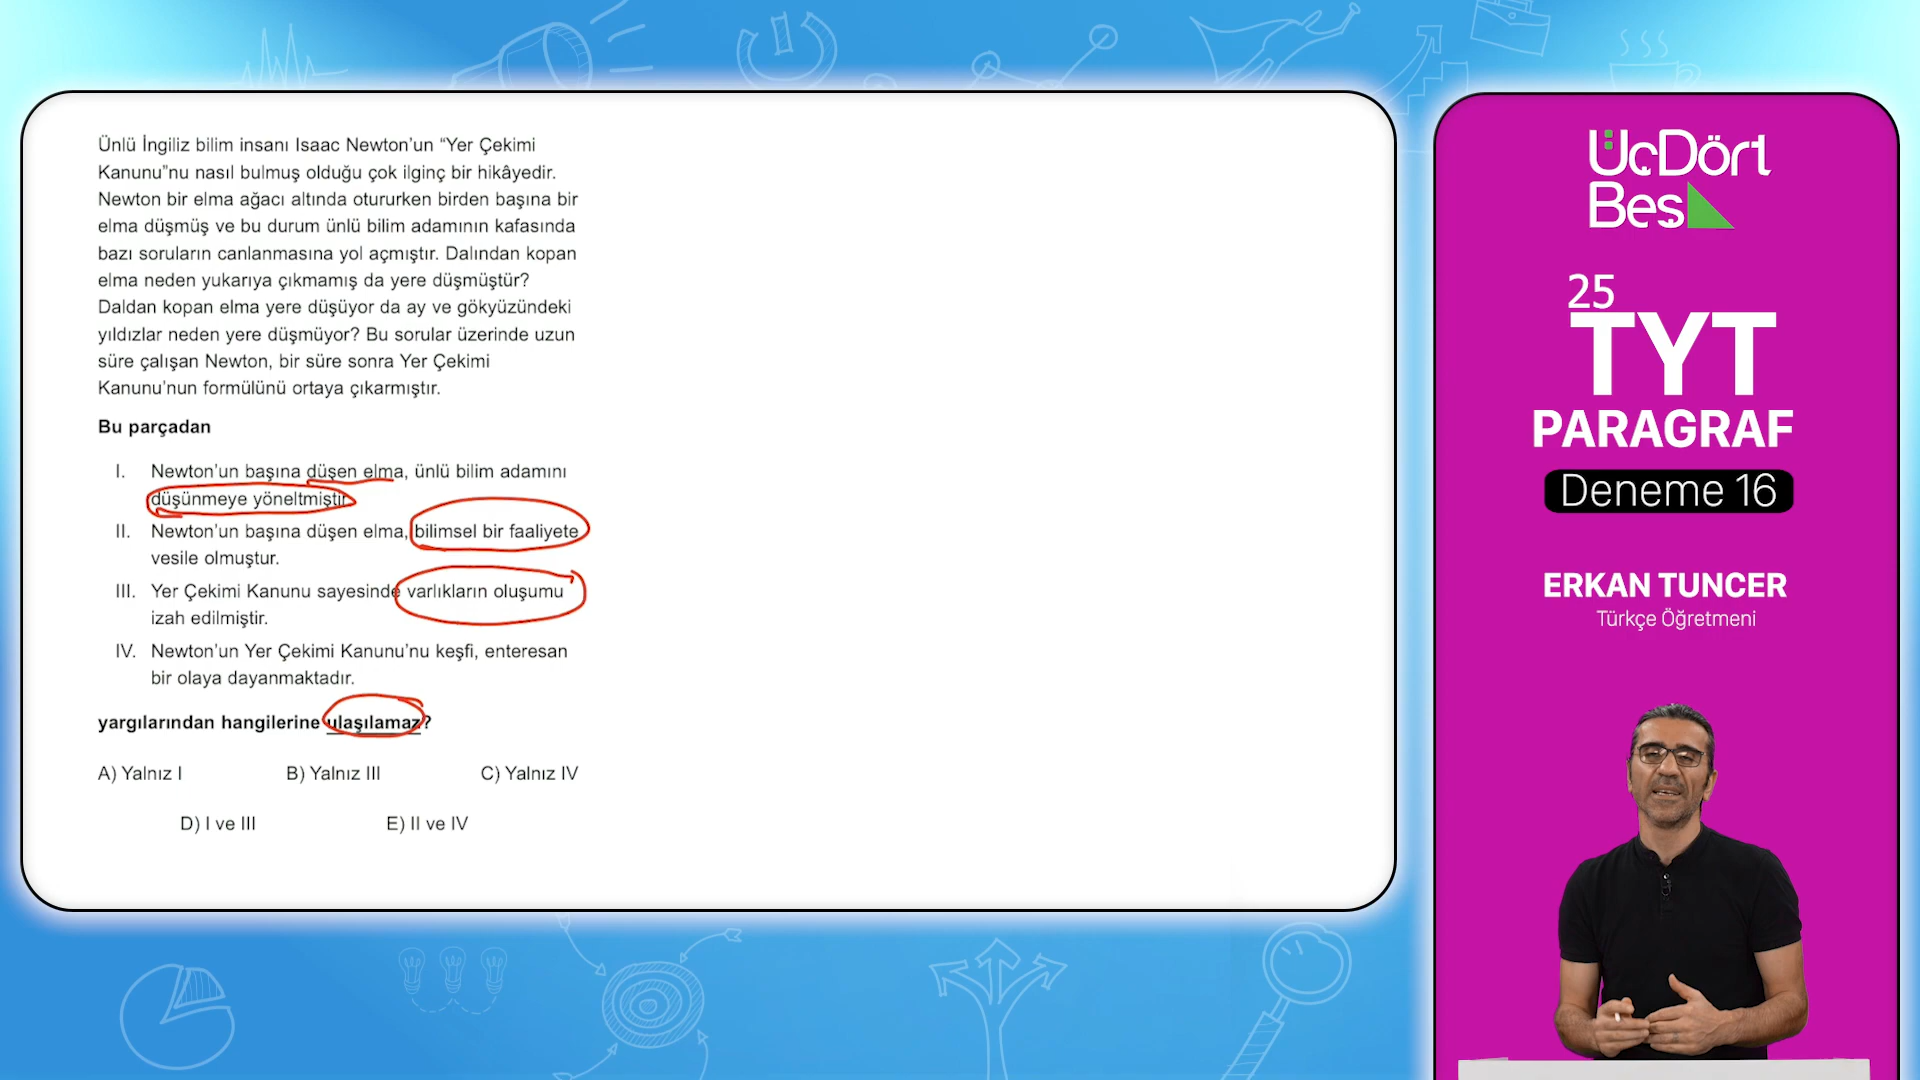 Ünlü İngiliz bilim insanı Isaac Newton’un “Yer Çekimi
Kanunu”nu nasıl bulmuş olduğu çok ilginç bir hikâyedir.
Newton bir elma ağacı altında otururken birden başına bir
elma düşmüş ve bu durum ünlü bilim adamının kafasında
bazı soruların canlanmasına yol açmıştır. Dalından kopan
elma neden yukarıya çıkmamış da yere düşmüştür?
Daldan kopan elma yere düşüyor da ay ve gökyüzündeki
yıldızlar neden yere düşmüyor? Bu sorular üzerinde uzun
süre çalışan Newton, bir süre sonra Yer Çekimi
Kanunu’nun formülünü ortaya çıkarmıştır.
Bu parçadan
I. Newton’un başına düşen elma, ünlü bilim adamını
düşünmeye yöneltmiştir.
II. Newton’un başına düşen elma, bilimsel bir faaliyete
vesile olmuştur.
III. Yer Çekimi Kanunu sayesinde varlıkların oluşumu
izah edilmiştir.
IV. Newton’un Yer Çekimi Kanunu’nu keşfi, enteresan
bir olaya dayanmaktadır.
yargılarından hangilerine ulaşılamaz?
A) Yalnız I B) Yalnız III C) Yalnız IV
D) I ve III E) II ve IV
ÜçDört
Beş
25
TYT
PARAGRAF
Deneme 16
ERKAN TUNCER
Türkçe Öğretmeni